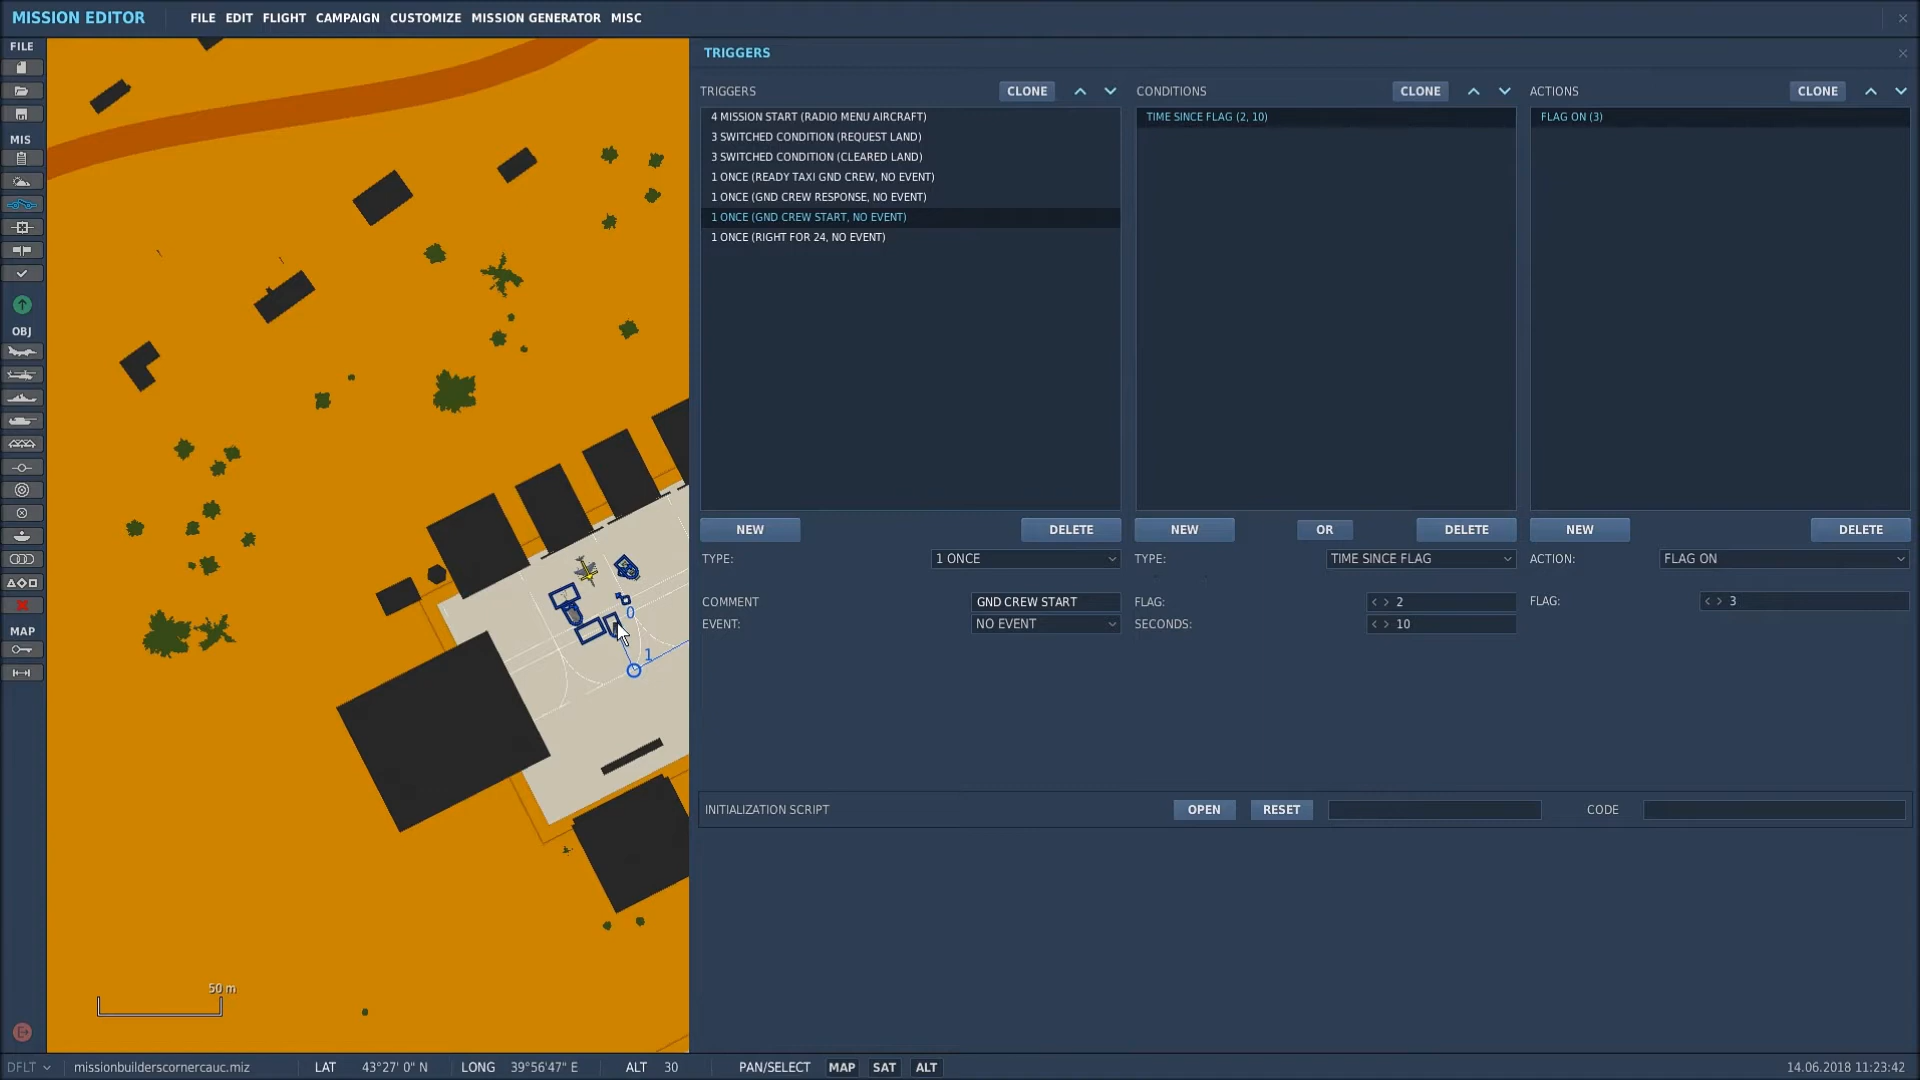 MISSION EDITOR FILE EDIT FLIGHT CAMPAIGN CUSTOMIZE MISSION GENERATOR MISC
FILE
MIS
OBJ
MAP
0
1
50 m
TRIGGERS
TRIGGERS CLONE
4 MISSION START (RADIO MENU AIRCRAFT)
3 SWITCHED CONDITION (REQUEST LAND)
3 SWITCHED CONDITION (CLEARED LAND)
1 ONCE (READY TAXI GND CREW, NO EVENT)
1 ONCE (GND CREW RESPONSE, NO EVENT)
1 ONCE (GND CREW START, NO EVENT)
1 ONCE (RIGHT FOR 24, NO EVENT)
NEW DELETE
TYPE: 1 ONCE
COMMENT GND CREW START
EVENT: NO EVENT
CONDITIONS CLONE
TIME SINCE FLAG (2, 10)
NEW OR DELETE
TYPE: TIME SINCE FLAG
FLAG: < > 2
SECONDS: < > 10
ACTIONS CLONE
FLAG ON (3)
NEW DELETE
ACTION: FLAG ON
FLAG: < > 3
INITIALIZATION SCRIPT OPEN RESET CODE
DFLT missionbuilderscornercauc.miz LAT 43°27' 0" N LONG 39°56'47" E ALT 30 PAN/SELECT MAP SAT ALT 14.06.2018 11:23:42